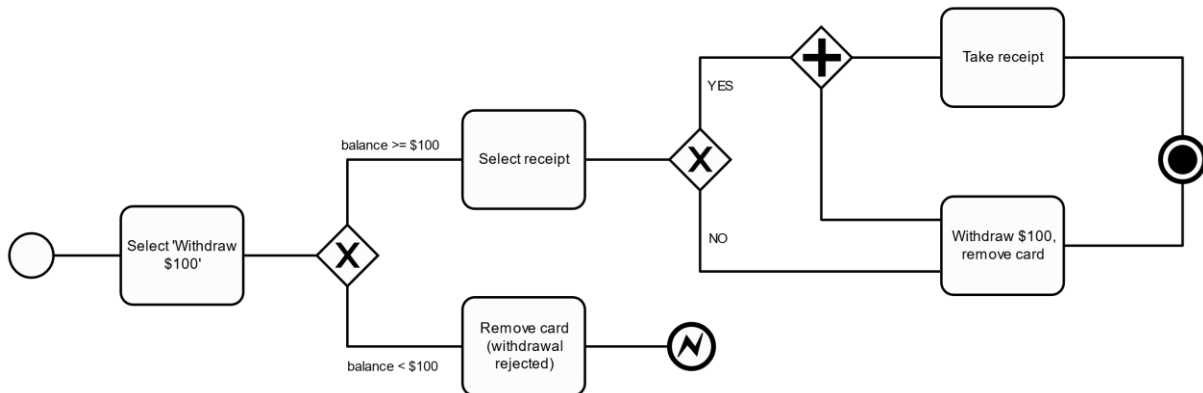 Take receipt
YES
balance >= $100
Select receipt
Select 'Withdraw
$100'
NO
Withdraw $100,
remove card
Remove card
(withdrawal
rejected)
balance < $100